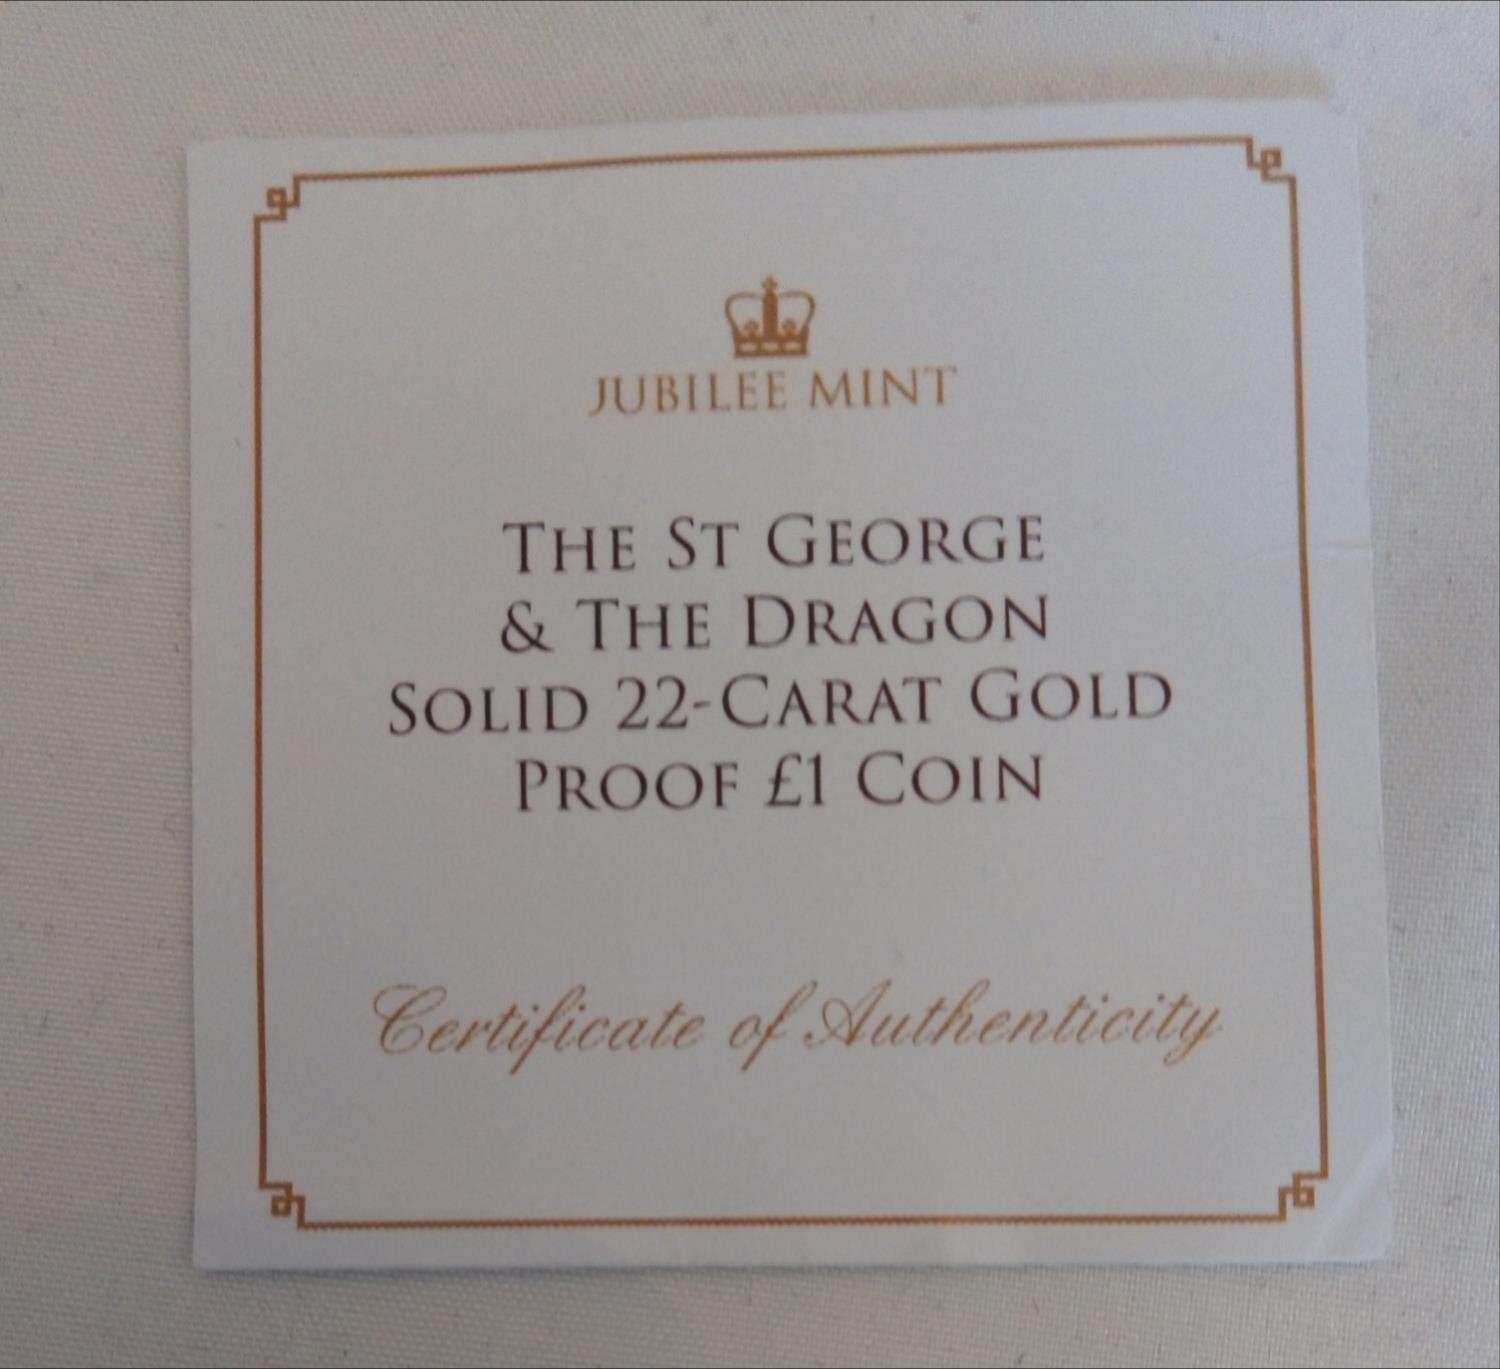 JUBILEE MINT
THE ST GEORGE
& THE DRAGON
SOLID 22-CARAT GOLD
PROOF £1 COIN
Certificate of Authenticity